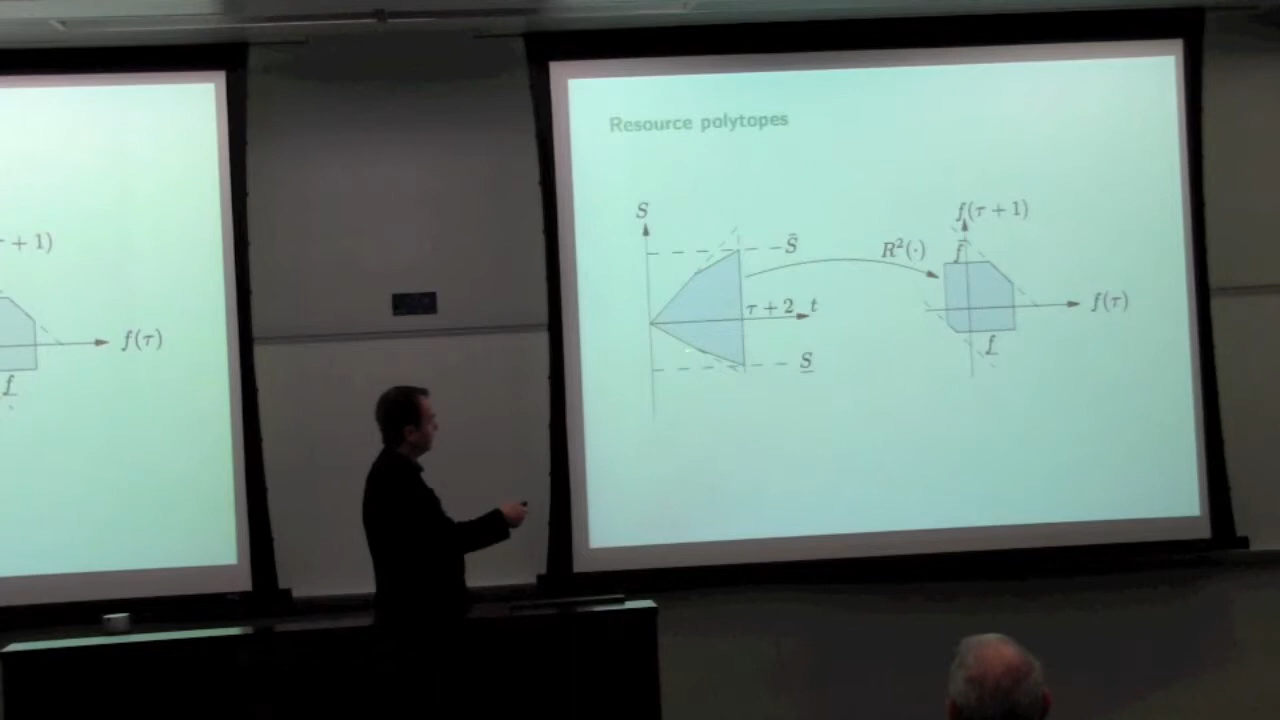 + 1)
f(τ)
f
Resource polytopes
S
S̄
R²(·)
τ + 2
t
S̲
f(τ + 1)
f̄
f(τ)
f̲